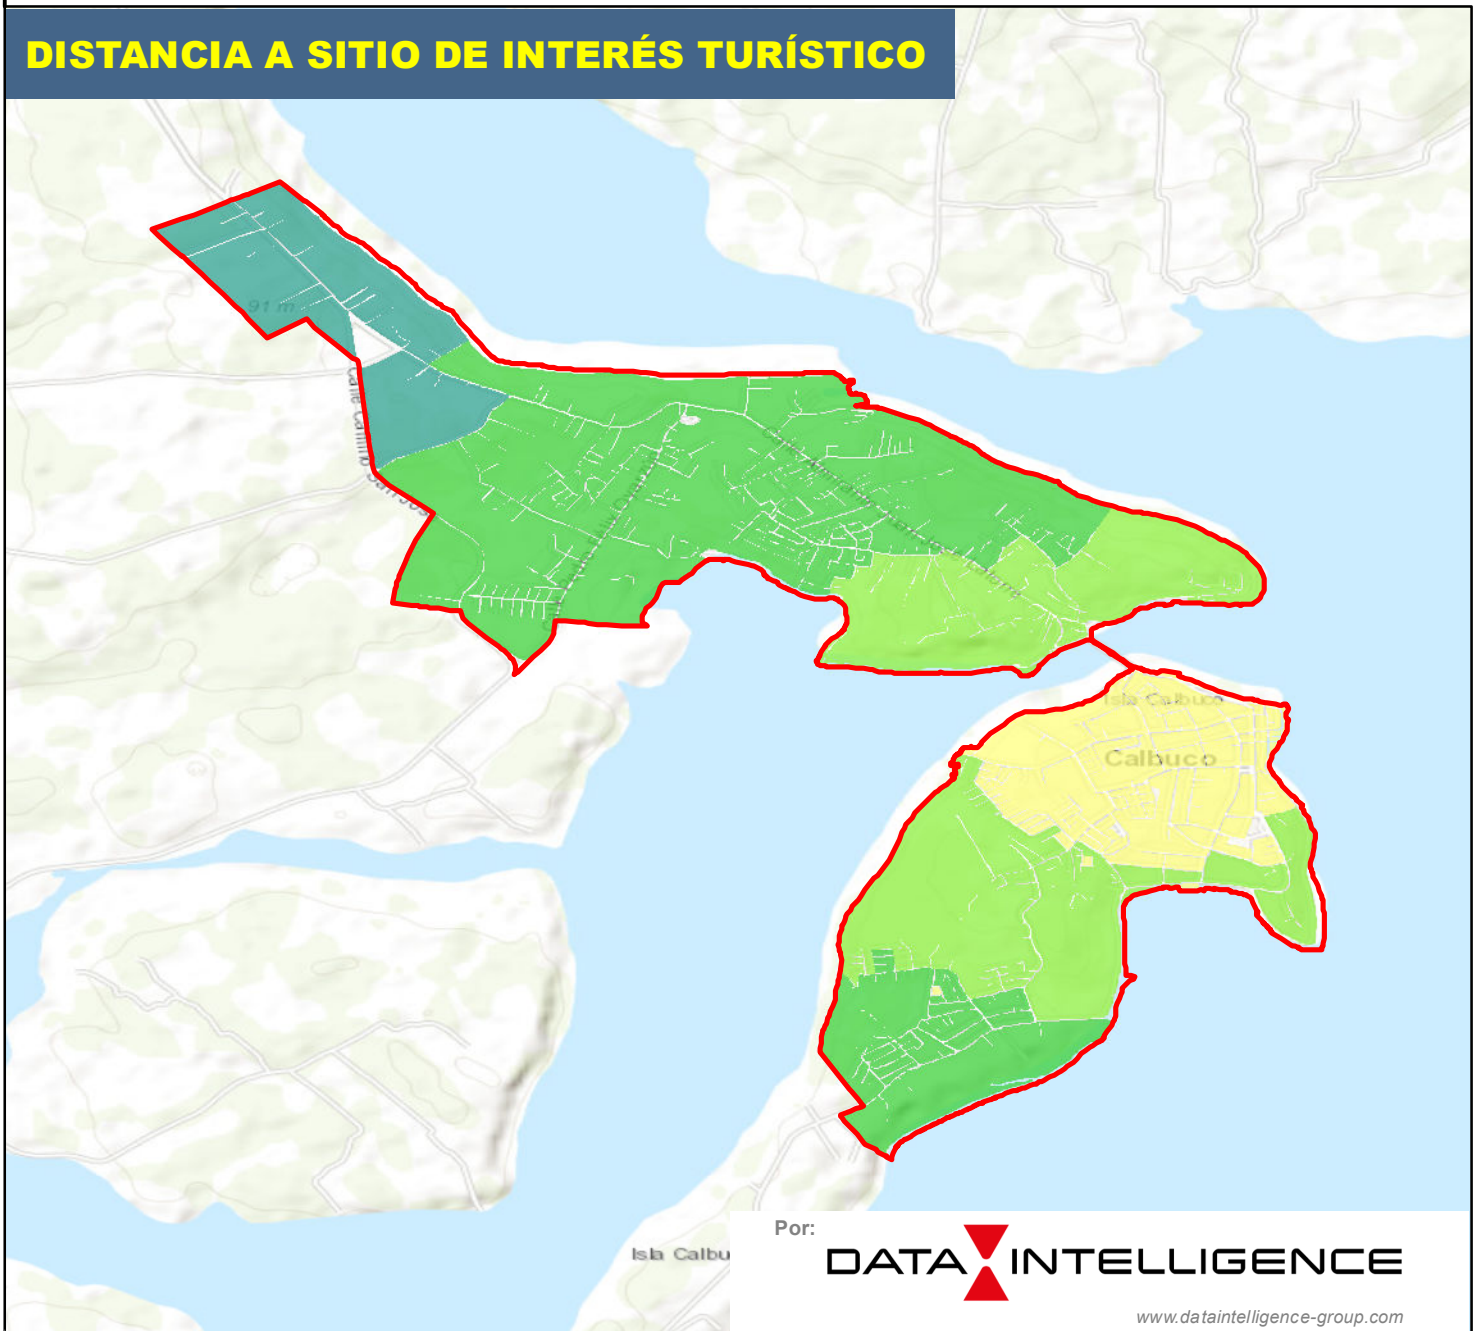 DISTANCIA A SITIO DE INTERÉS TURÍSTICO
91 m
Isla Calbuco
Calbuco
Isla Calbu
Por:
DATA INTELLIGENCE
www.dataintelligence-group.com